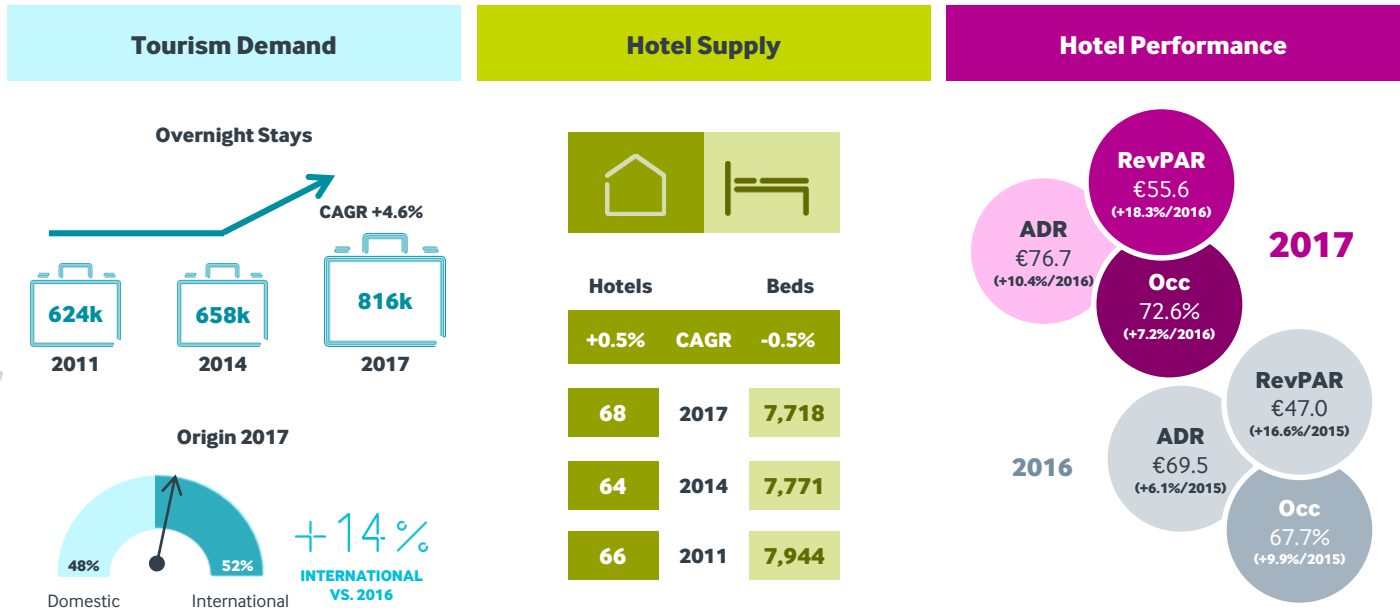 Tourism Demand
Overnight Stays
CAGR +4.6%
624k
658k
816k
2011
2014
2017
Origin 2017
48%
52%
Domestic
International
+14%
INTERNATIONAL
VS. 2016
Hotel Supply
Hotels
Beds
+0.5% CAGR -0.5%
68 2017 7,718
64 2014 7,771
66 2011 7,944
Hotel Performance
2017
RevPAR
€55.6
(+18.3%/2016)
ADR
€76.7
(+10.4%/2016)
Occ
72.6%
(+7.2%/2016)
2016
RevPAR
€47.0
(+16.6%/2015)
ADR
€69.5
(+6.1%/2015)
Occ
67.7%
(+9.9%/2015)